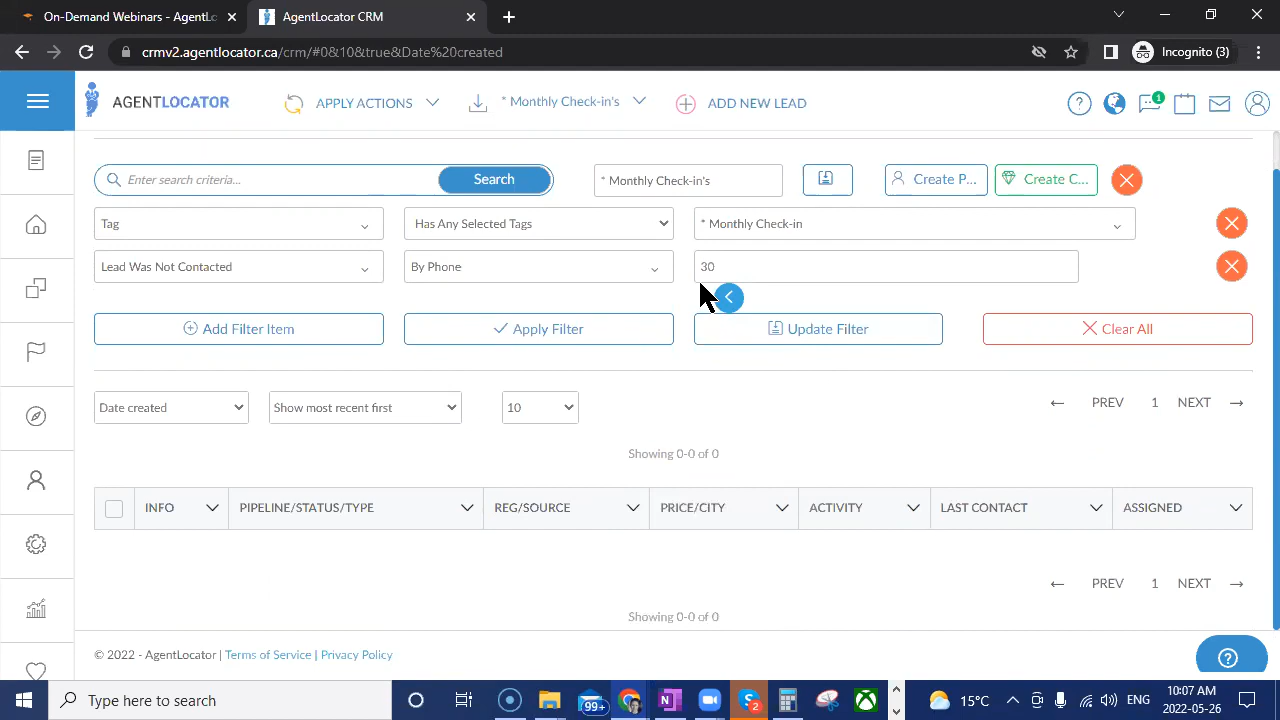 On-Demand Webinars - AgentLo
AgentLocator CRM
crmv2.agentlocator.ca/crm/#0&10&true&Date%20created
Incognito (3)
AGENTLOCATOR
APPLY ACTIONS
* Monthly Check-in's
ADD NEW LEAD
1
Enter search criteria...
Search
* Monthly Check-in's
Create P...
Create C...
Tag
Has Any Selected Tags
* Monthly Check-in
Lead Was Not Contacted
By Phone
30
Add Filter Item
Apply Filter
Update Filter
Clear All
Date created
Show most recent first
10
PREV 1 NEXT
Showing 0-0 of 0
INFO
PIPELINE/STATUS/TYPE
REG/SOURCE
PRICE/CITY
ACTIVITY
LAST CONTACT
ASSIGNED
PREV 1 NEXT
Showing 0-0 of 0
© 2022 - AgentLocator | Terms of Service | Privacy Policy
Type here to search
99+
2
15°C
ENG
10:07 AM
2022-05-26